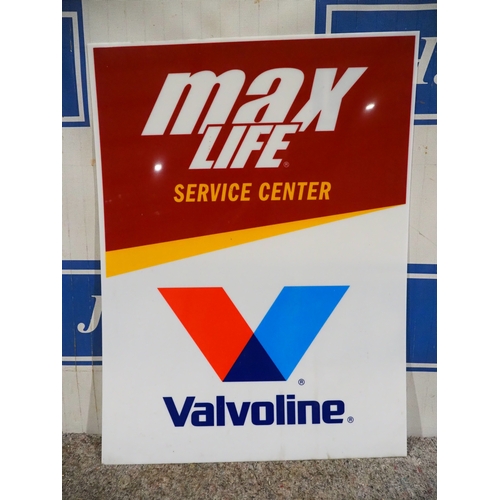 max
LIFE®
SERVICE CENTER
®
Valvoline®